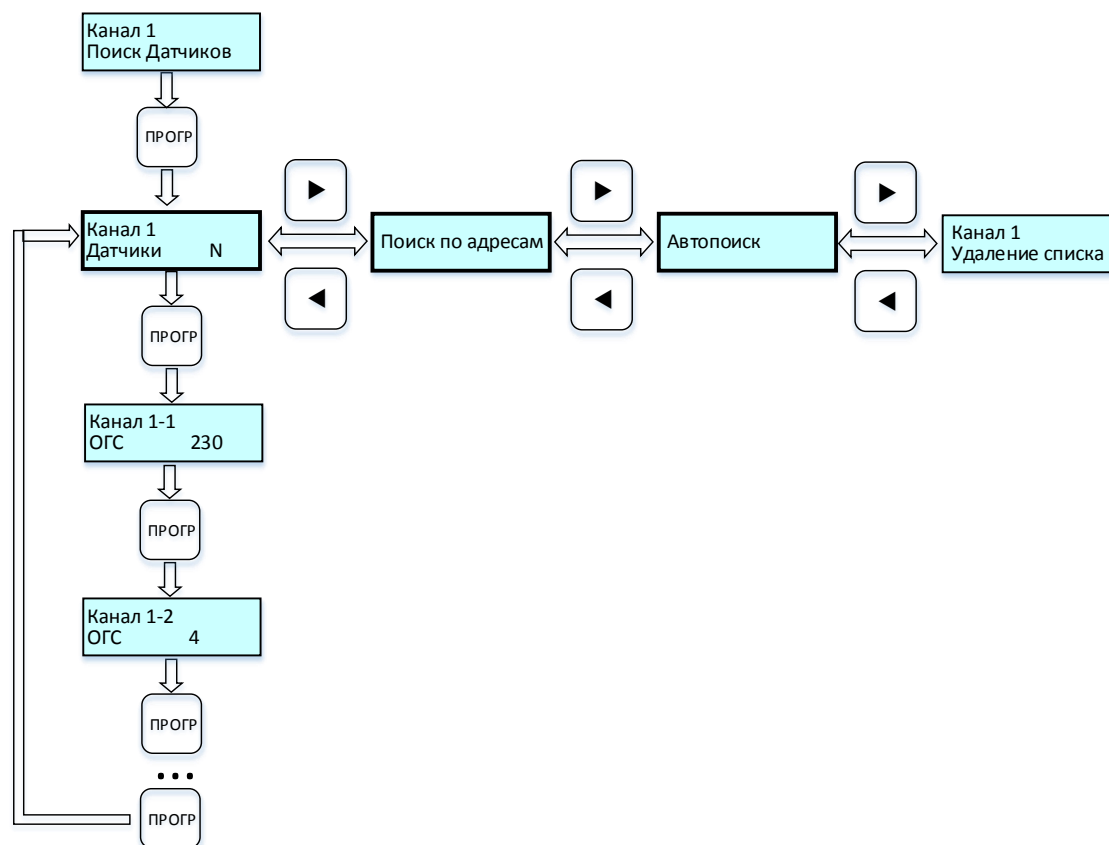 Канал 1
Поиск Датчиков
ПРОГР
Канал 1
Датчики N
Поиск по адресам
Автопоиск
Канал 1
Удаление списка
ПРОГР
Канал 1-1
ОГС 230
ПРОГР
Канал 1-2
ОГС 4
ПРОГР
...
ПРОГР